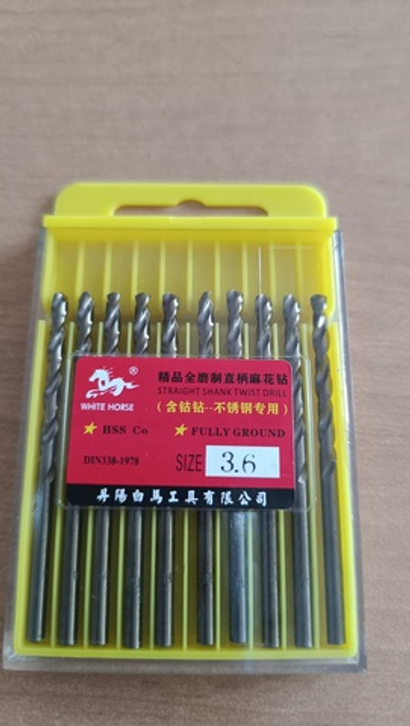 精品全磨制直柄麻花钻
STRAIGHT SHANK TWIST DRILL
(含钴钻--不锈钢专用)
WHITE HORSE
HSS Co
FULLY GROUND
DIN338-1978
SIZE 3.6
丹陽白馬工具有限公司